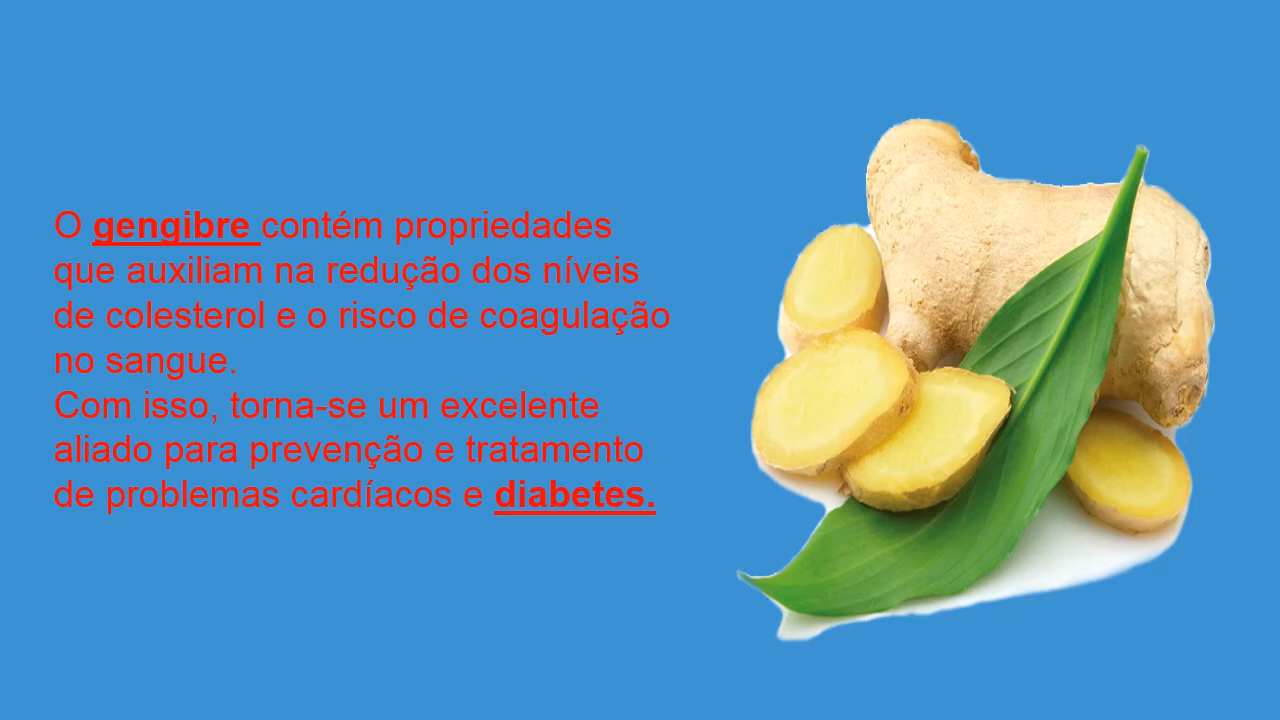 O gengibre contém propriedades
que auxiliam na redução dos níveis
de colesterol e o risco de coagulação
no sangue.
Com isso, torna-se um excelente
aliado para prevenção e tratamento
de problemas cardíacos e diabetes.